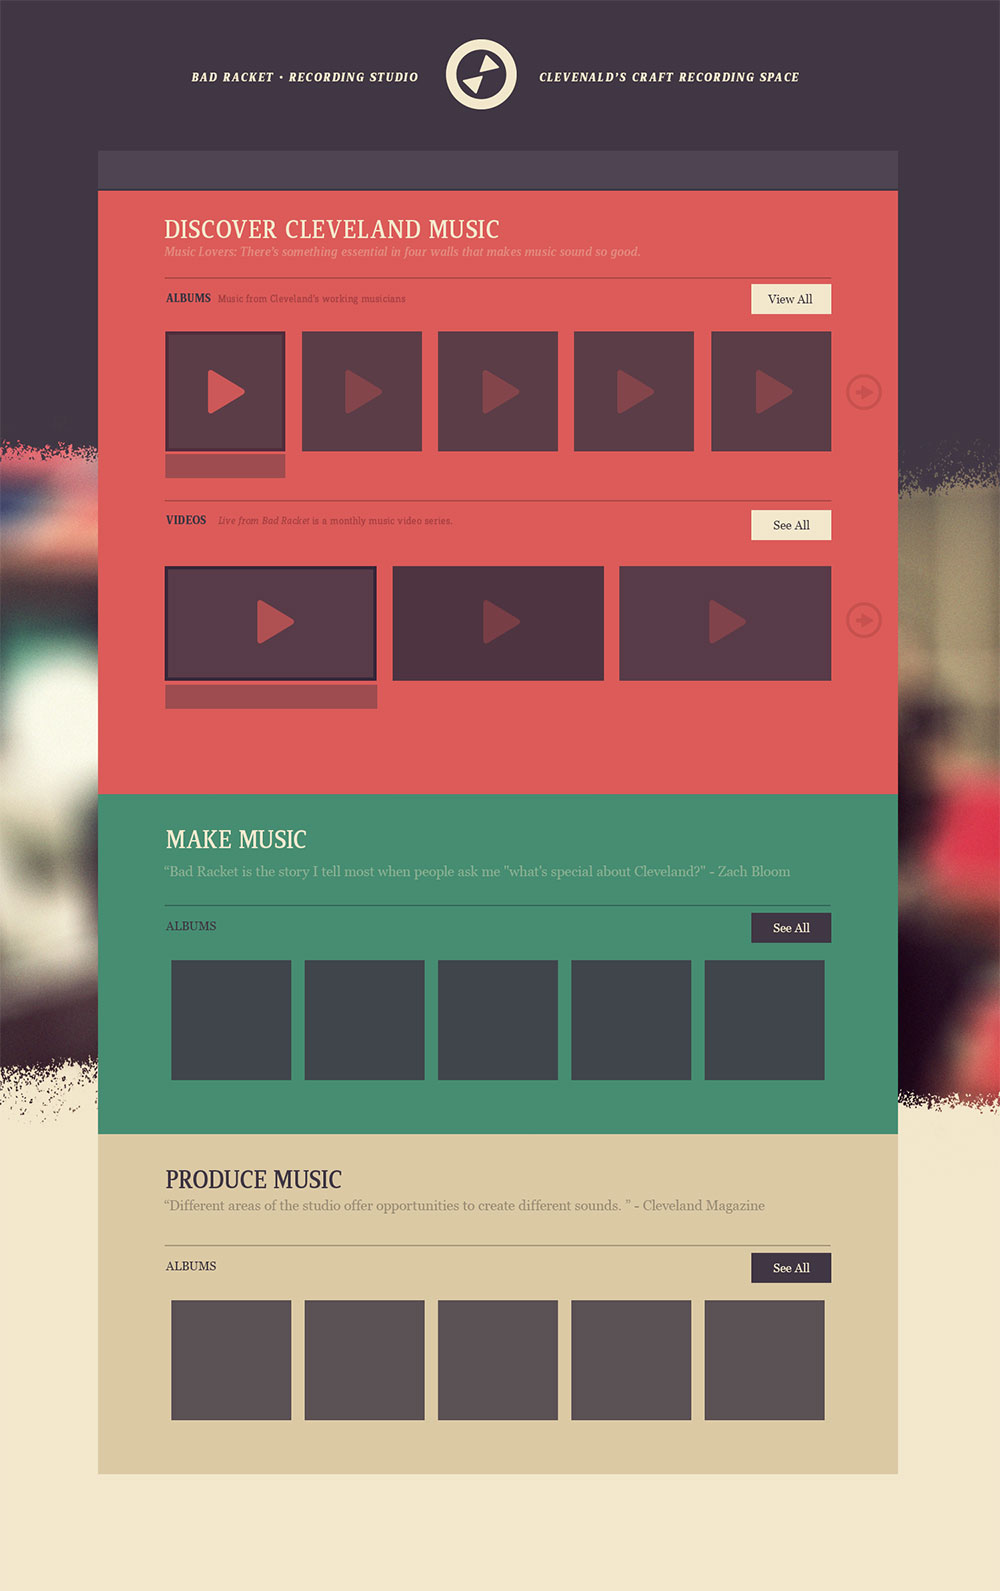 BAD RACKET • RECORDING STUDIO
CLEVENALD'S CRAFT RECORDING SPACE
DISCOVER CLEVELAND MUSIC
Music Lovers: There's something essential in four walls that makes music sound so good.
ALBUMS Music from Cleveland's working musicians
View All
VIDEOS Live from Bad Racket is a monthly music video series.
See All
MAKE MUSIC
“Bad Racket is the story I tell most when people ask me "what's special about Cleveland?" - Zach Bloom
ALBUMS
See All
PRODUCE MUSIC
“Different areas of the studio offer opportunities to create different sounds. ” - Cleveland Magazine
ALBUMS
See All